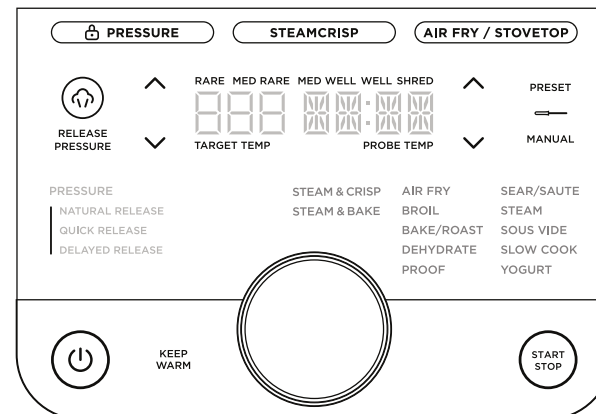 PRESSURE
STEAMCRISP
AIR FRY / STOVETOP
RARE MED RARE MED WELL WELL SHRED
PRESET
RELEASE
PRESSURE
TARGET TEMP
PROBE TEMP
MANUAL
PRESSURE
NATURAL RELEASE
QUICK RELEASE
DELAYED RELEASE
STEAM & CRISP
STEAM & BAKE
AIR FRY
BROIL
BAKE/ROAST
DEHYDRATE
PROOF
SEAR/SAUTE
STEAM
SOUS VIDE
SLOW COOK
YOGURT
KEEP
WARM
START
STOP